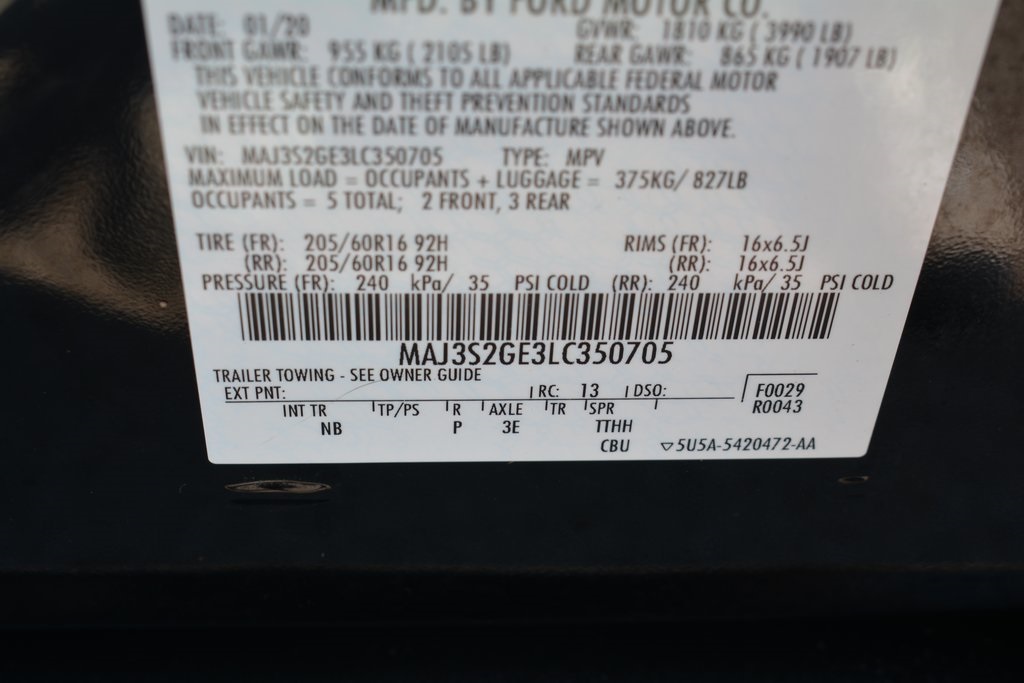 MFD. BY FORD MOTOR CO.
DATE: 01/20 GVWR: 1810 KG ( 3990 LB)
FRONT GAWR: 955 KG ( 2105 LB) REAR GAWR: 865 KG ( 1907 LB)
THIS VEHICLE CONFORMS TO ALL APPLICABLE FEDERAL MOTOR
VEHICLE SAFETY AND THEFT PREVENTION STANDARDS
IN EFFECT ON THE DATE OF MANUFACTURE SHOWN ABOVE.
VIN: MAJ3S2GE3LC350705 TYPE: MPV
MAXIMUM LOAD = OCCUPANTS + LUGGAGE = 375KG/ 827LB
OCCUPANTS = 5 TOTAL; 2 FRONT, 3 REAR
TIRE (FR): 205/60R16 92H RIMS (FR): 16x6.5J
(RR): 205/60R16 92H (RR): 16x6.5J
PRESSURE (FR): 240 kPa/ 35 PSI COLD (RR): 240 kPa/ 35 PSI COLD
MAJ3S2GE3LC350705
TRAILER TOWING - SEE OWNER GUIDE
EXT PNT: RC: 13 DSO: F0029
INT TR TP/PS R AXLE TR SPR R0043
NB P 3E TTHH
CBU ▽5U5A-5420472-AA